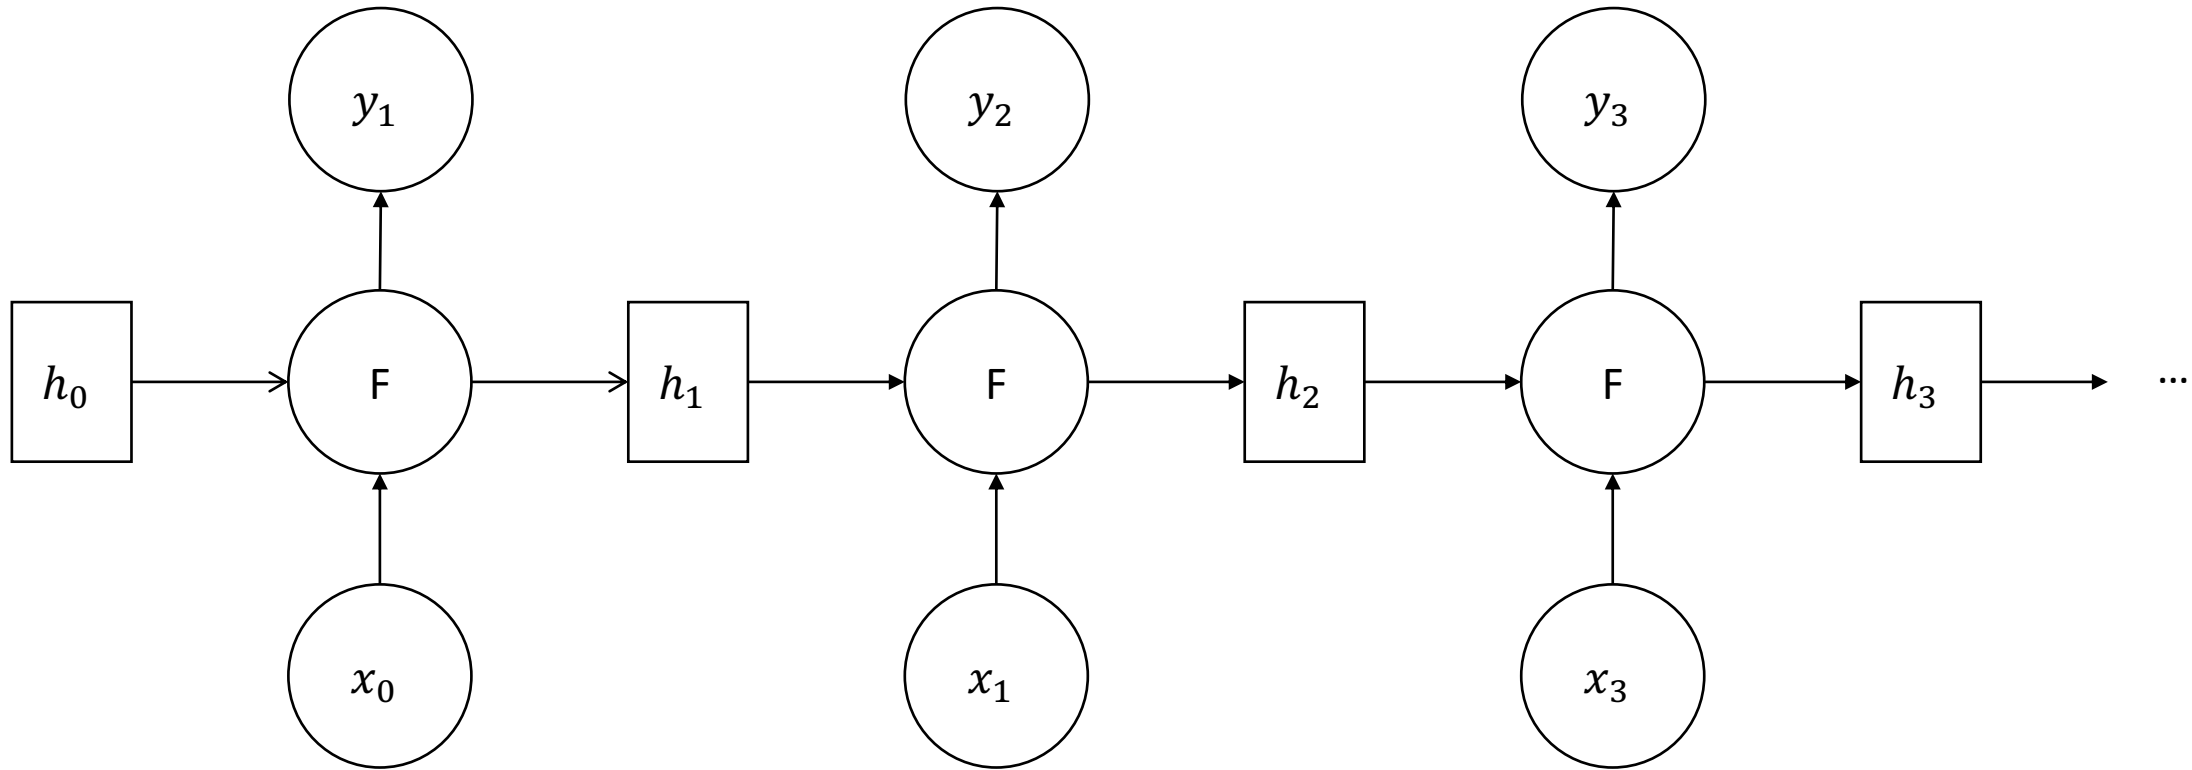 y₁ y₂ y₃
h₀ F h₁ F h₂ F h₃ ...
x₀ x₁ x₃